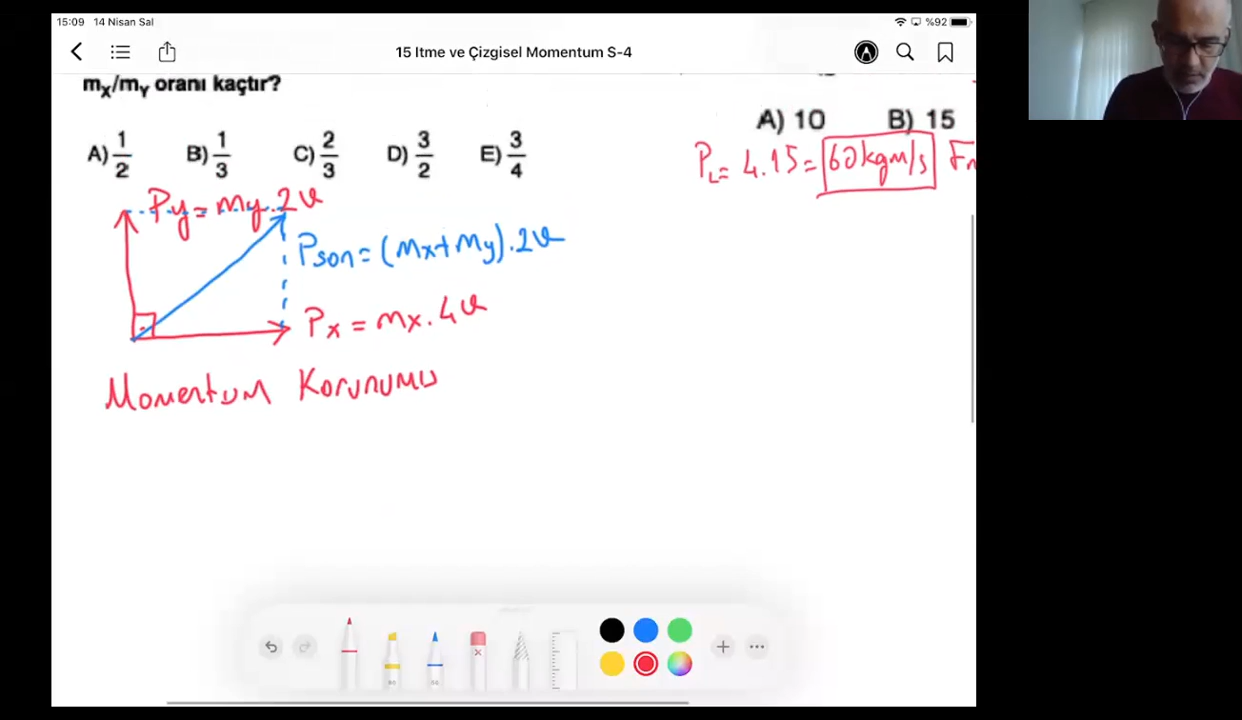 15:09 14 Nisan Sal
%92
15 Itme ve Çizgisel Momentum S-4
mX/mY oranı kaçtır?
A) 1/2 B) 1/3 C) 2/3 D) 3/2 E) 3/4
Py = my.2v
Pson = (mx+my).2v
Px = mx.4v
Momentum Korunumu
A) 10 B) 15
PL = 4.15 = 60 kgm/s